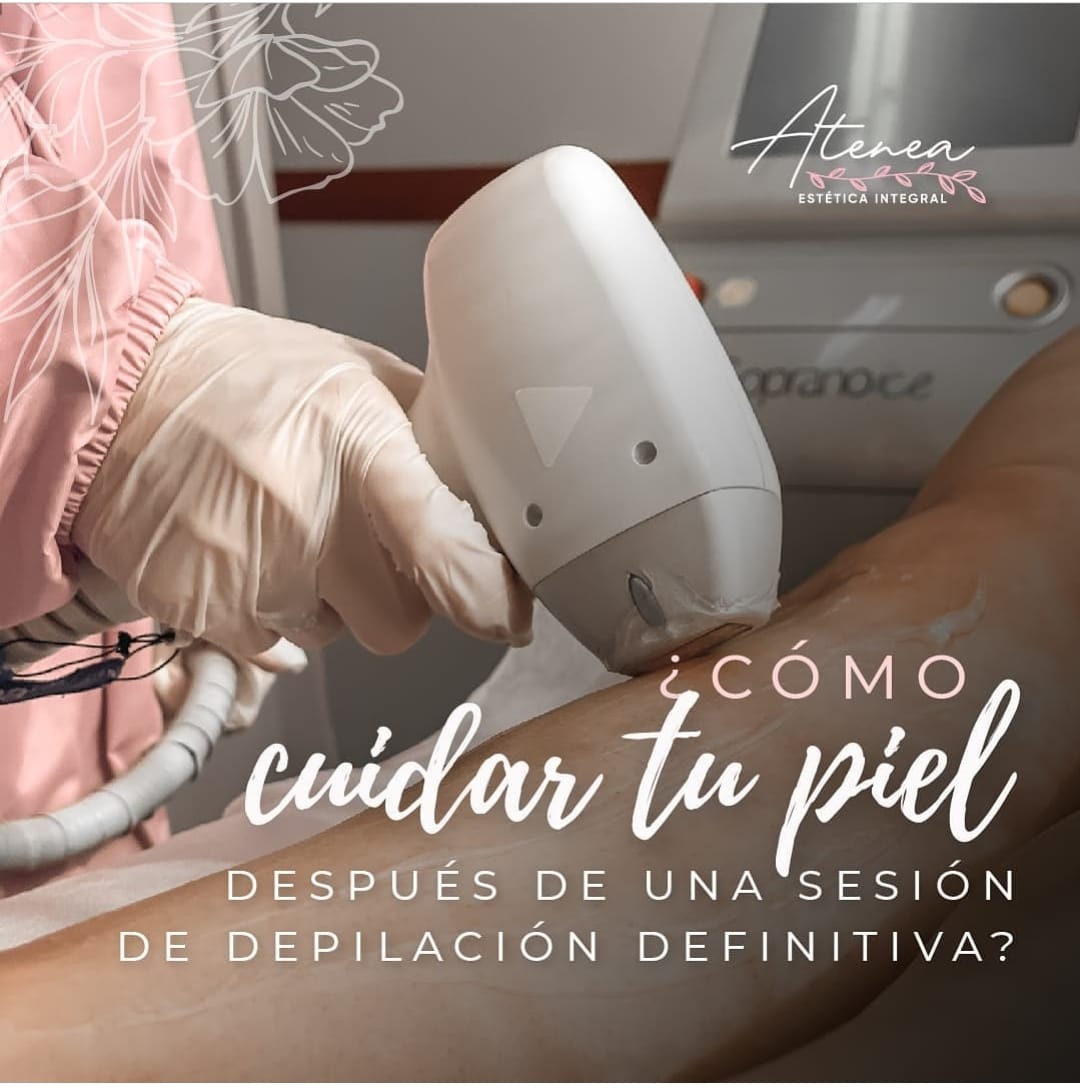 Atenea
ESTÉTICA INTEGRAL
¿CÓMO
cuidar tu piel
DESPUÉS DE UNA SESIÓN
DE DEPILACIÓN DEFINITIVA?